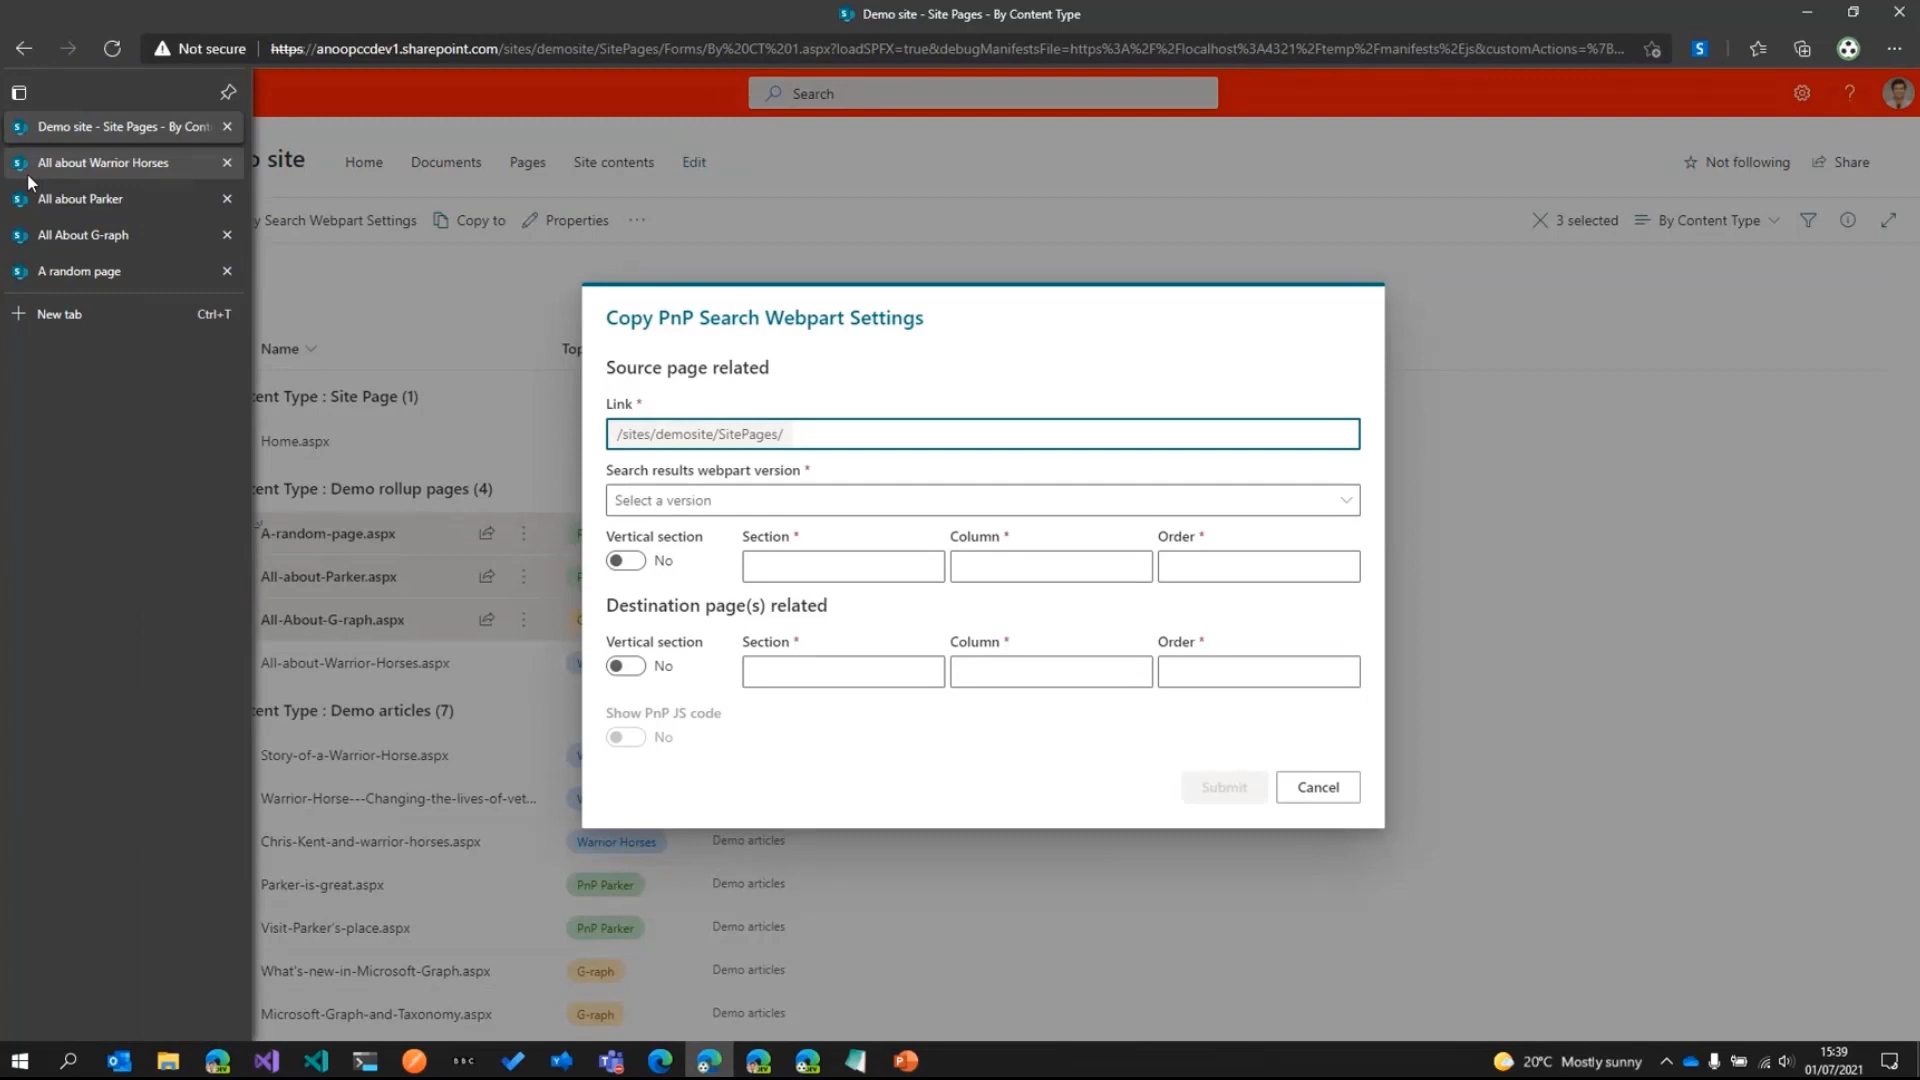 Demo site - Site Pages - By Content Type
Not secure
https://anoopccdev1.sharepoint.com/sites/demosite/SitePages/Forms/By%20CT%201.aspx?loadSPFX=true&debugManifestsFile=https%3A%2F%2Flocalhost%3A4321%2Ftemp%2Fmanifests%2Ejs&customActions=%7B...
Search
Demo site - Site Pages - By Cont
All about Warrior Horses
All about Parker
All About G-raph
A random page
New tab
Ctrl+T
site
Home
Documents
Pages
Site contents
Edit
Not following
Share
Search Webpart Settings
Copy to
Properties
...
3 selected
By Content Type
Name
Content Type : Site Page (1)
Home.aspx
Content Type : Demo rollup pages (4)
A-random-page.aspx
All-about-Parker.aspx
All-About-G-raph.aspx
All-about-Warrior-Horses.aspx
Content Type : Demo articles (7)
Story-of-a-Warrior-Horse.aspx
Warrior-Horse---Changing-the-lives-of-vet...
Chris-Kent-and-warrior-horses.aspx
Warrior Horses
Demo articles
Parker-is-great.aspx
PnP Parker
Demo articles
Visit-Parker's-place.aspx
PnP Parker
Demo articles
What's-new-in-Microsoft-Graph.aspx
G-raph
Demo articles
Microsoft-Graph-and-Taxonomy.aspx
G-raph
Demo articles
Copy PnP Search Webpart Settings
Source page related
Link *
/sites/demosite/SitePages/
Search results webpart version *
Select a version
Vertical section
Section *
Column *
Order *
No
Destination page(s) related
Vertical section
Section *
Column *
Order *
No
Show PnP JS code
No
Submit
Cancel
BBC
20°C Mostly sunny
15:39
01/07/2021